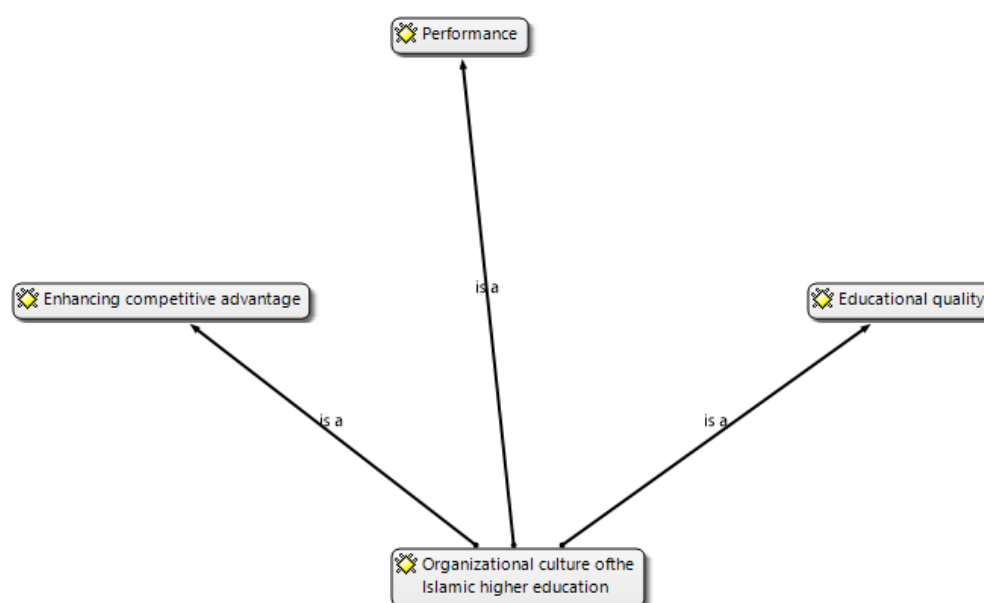 Performance
is a
Enhancing competitive advantage
Educational quality
is a
is a
Organizational culture ofthe
Islamic higher education